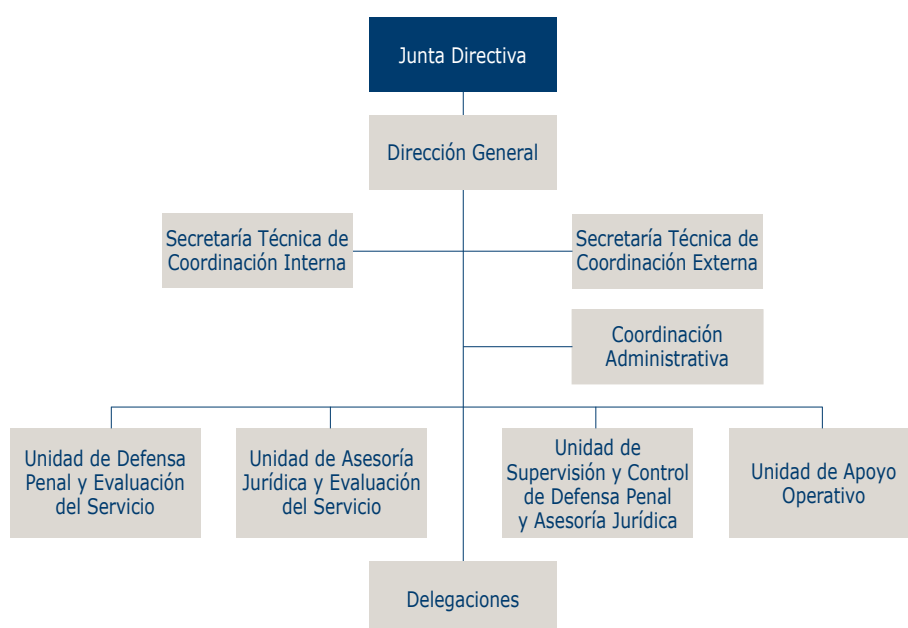 Junta Directiva
Dirección General
Secretaría Técnica de
Coordinación Interna
Secretaría Técnica de
Coordinación Externa
Coordinación
Administrativa
Unidad de Defensa
Penal y Evaluación
del Servicio
Unidad de Asesoría
Jurídica y Evaluación
del Servicio
Unidad de
Supervisión y Control
de Defensa Penal
y Asesoría Jurídica
Unidad de Apoyo
Operativo
Delegaciones